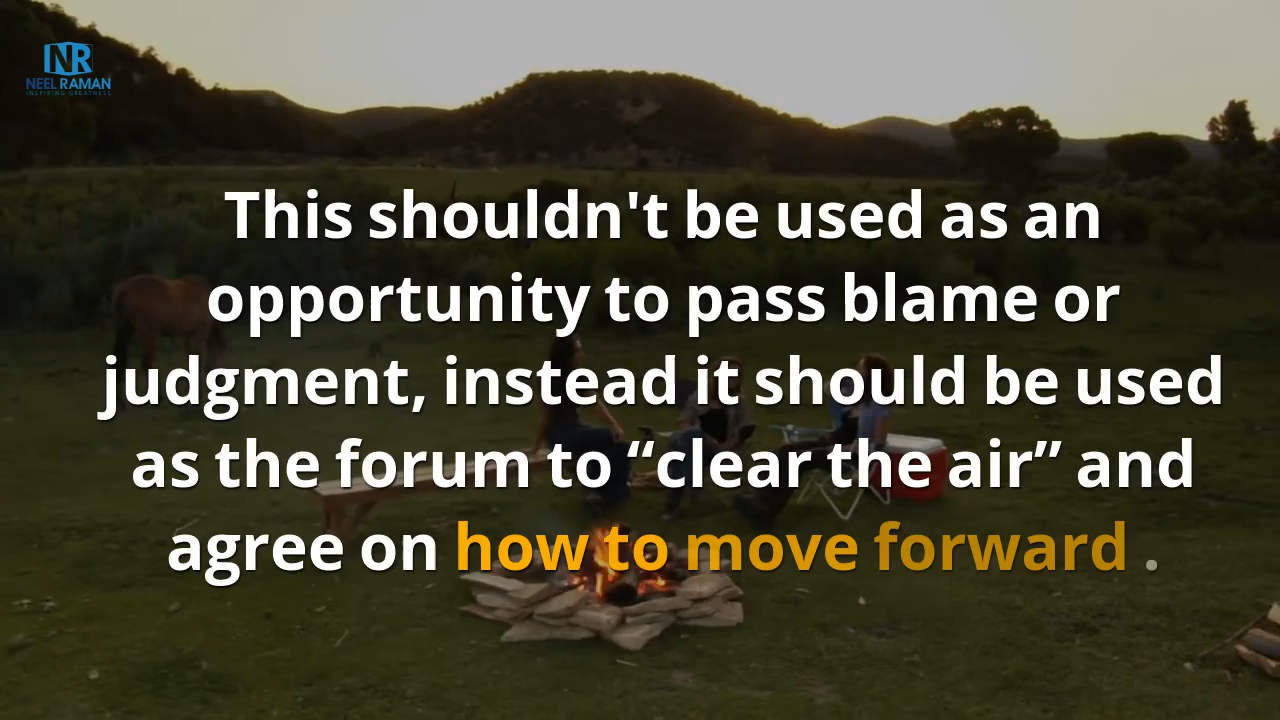 NR
NEEL RAMAN
INSPIRING GREATNESS
This shouldn't be used as an
opportunity to pass blame or
judgment, instead it should be used
as the forum to “clear the air” and
agree on how to move forward .